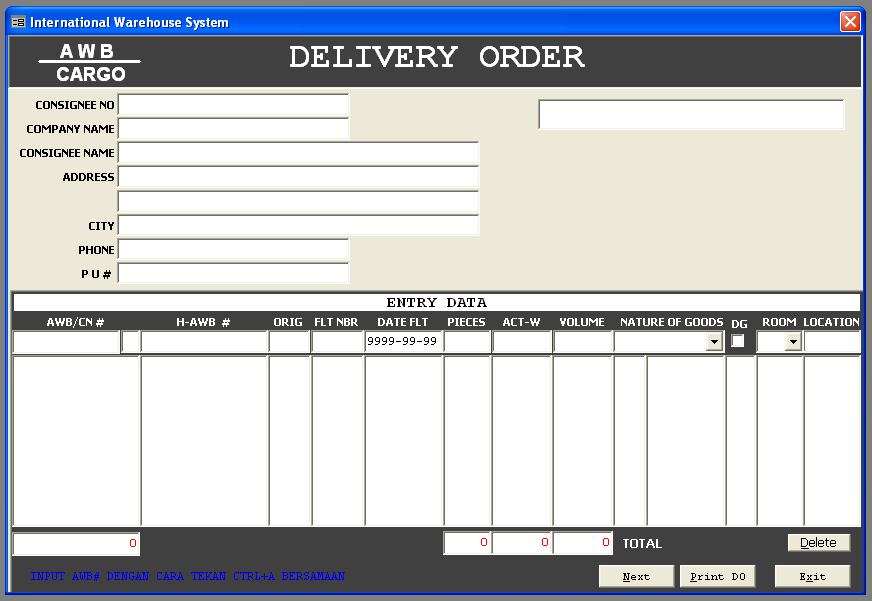 International Warehouse System
AWB
CARGO
DELIVERY ORDER
CONSIGNEE NO
COMPANY NAME
CONSIGNEE NAME
ADDRESS
CITY
PHONE
P U #
ENTRY DATA
AWB/CN # H-AWB # ORIG FLT NBR DATE FLT PIECES ACT-W VOLUME NATURE OF GOODS DG ROOM LOCATION
9999-99-99
0 0 0 0 TOTAL Delete
INPUT AWB# DENGAN CARA TEKAN CTRL+A BERSAMAAN Next Print DO Exit